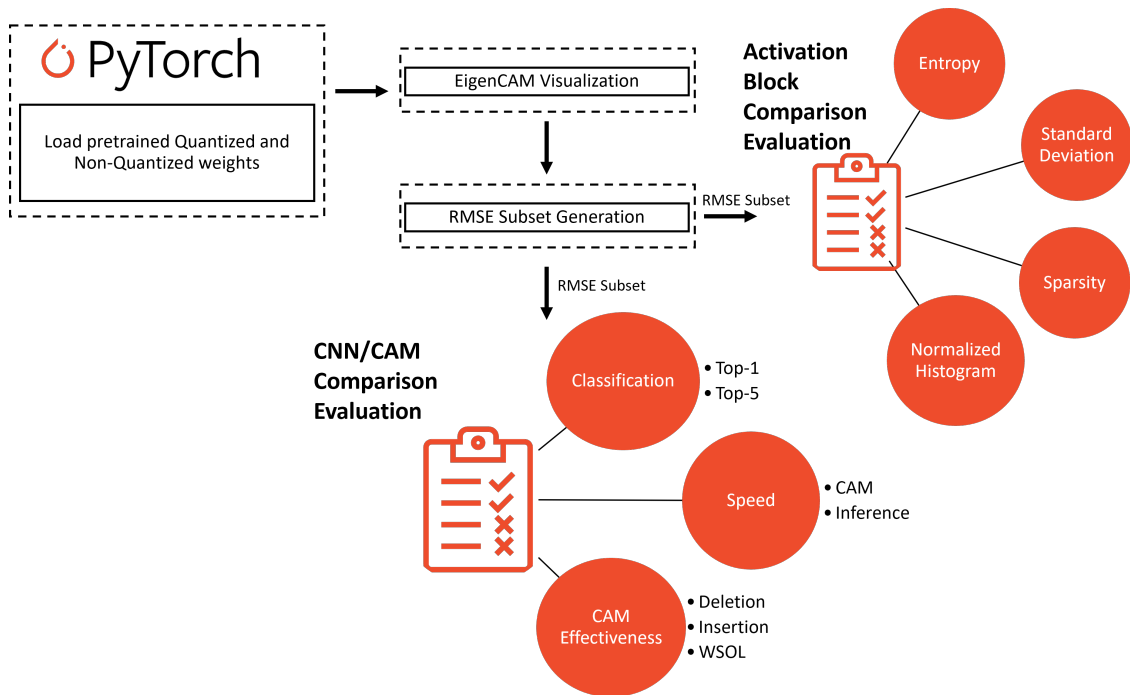 PyTorch
Load pretrained Quantized and
Non-Quantized weights
EigenCAM Visualization
RMSE Subset Generation
RMSE Subset
RMSE Subset
Activation
Block
Comparison
Evaluation
Entropy
Standard
Deviation
Sparsity
Normalized
Histogram
CNN/CAM
Comparison
Evaluation
Classification
• Top-1
• Top-5
Speed
• CAM
• Inference
CAM
Effectiveness
• Deletion
• Insertion
• WSOL